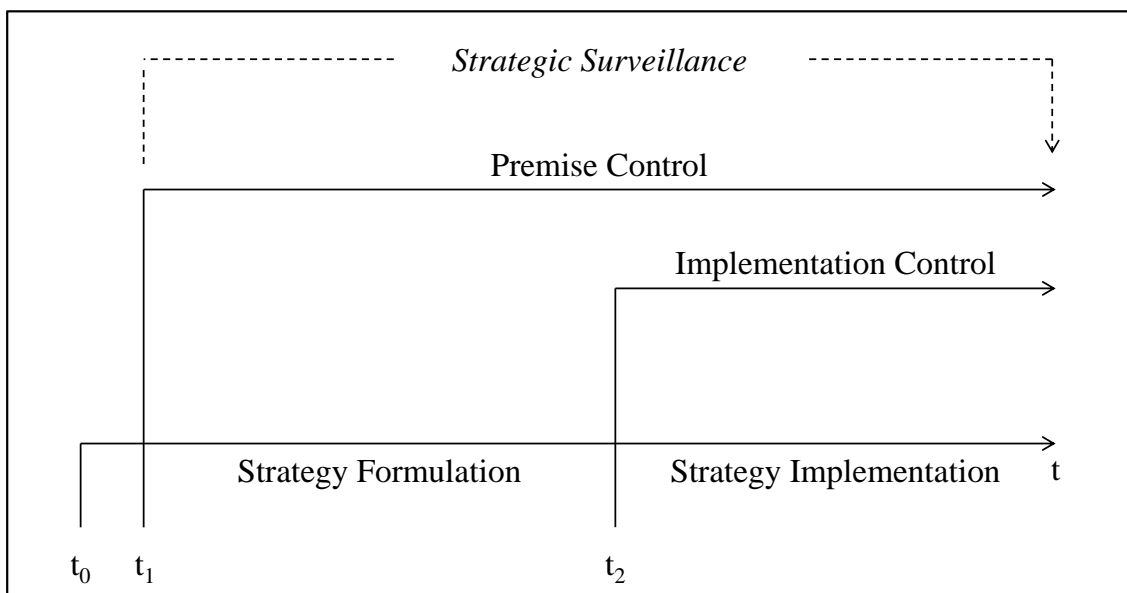 Strategic Surveillance
Premise Control
Implementation Control
Strategy Formulation
Strategy Implementation
t
t₀
t₁
t₂